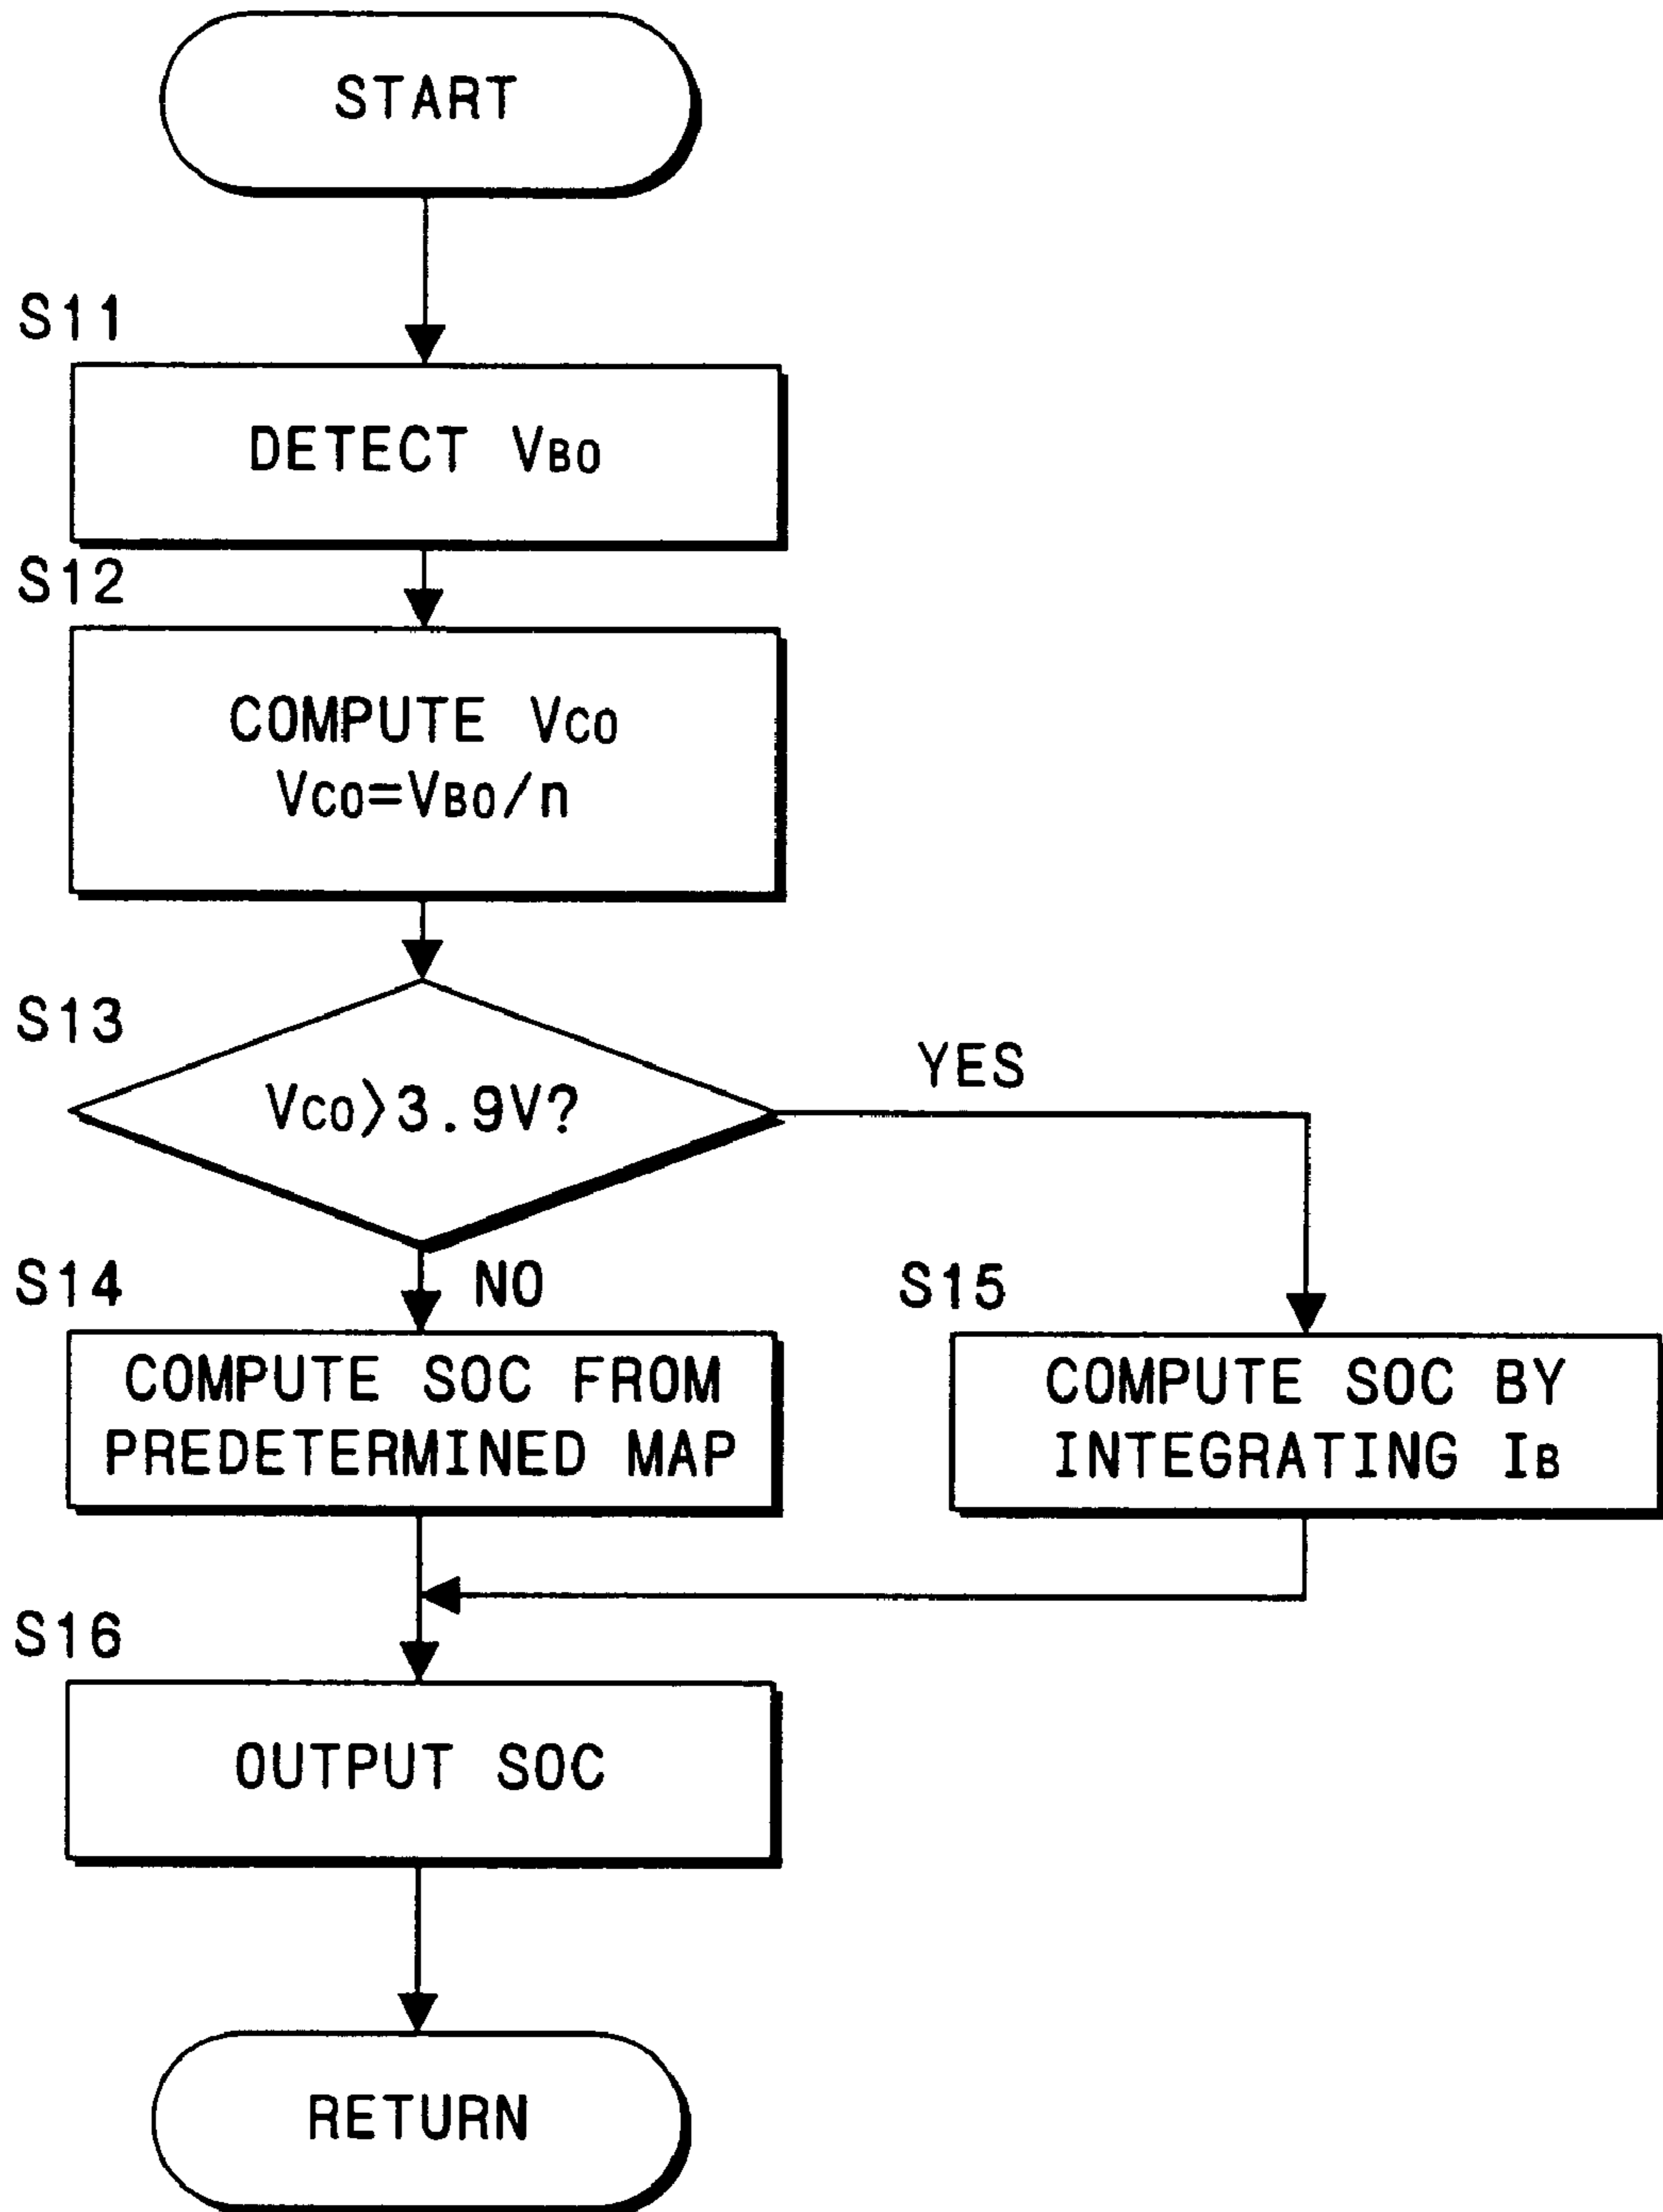 START
S11
DETECT VBO
S12
COMPUTE VCO
VCO=VBO/n
S13
VCO>3.9V?
YES
S14
NO
S15
COMPUTE SOC FROM
PREDETERMINED MAP
COMPUTE SOC BY
INTEGRATING IB
S16
OUTPUT SOC
RETURN